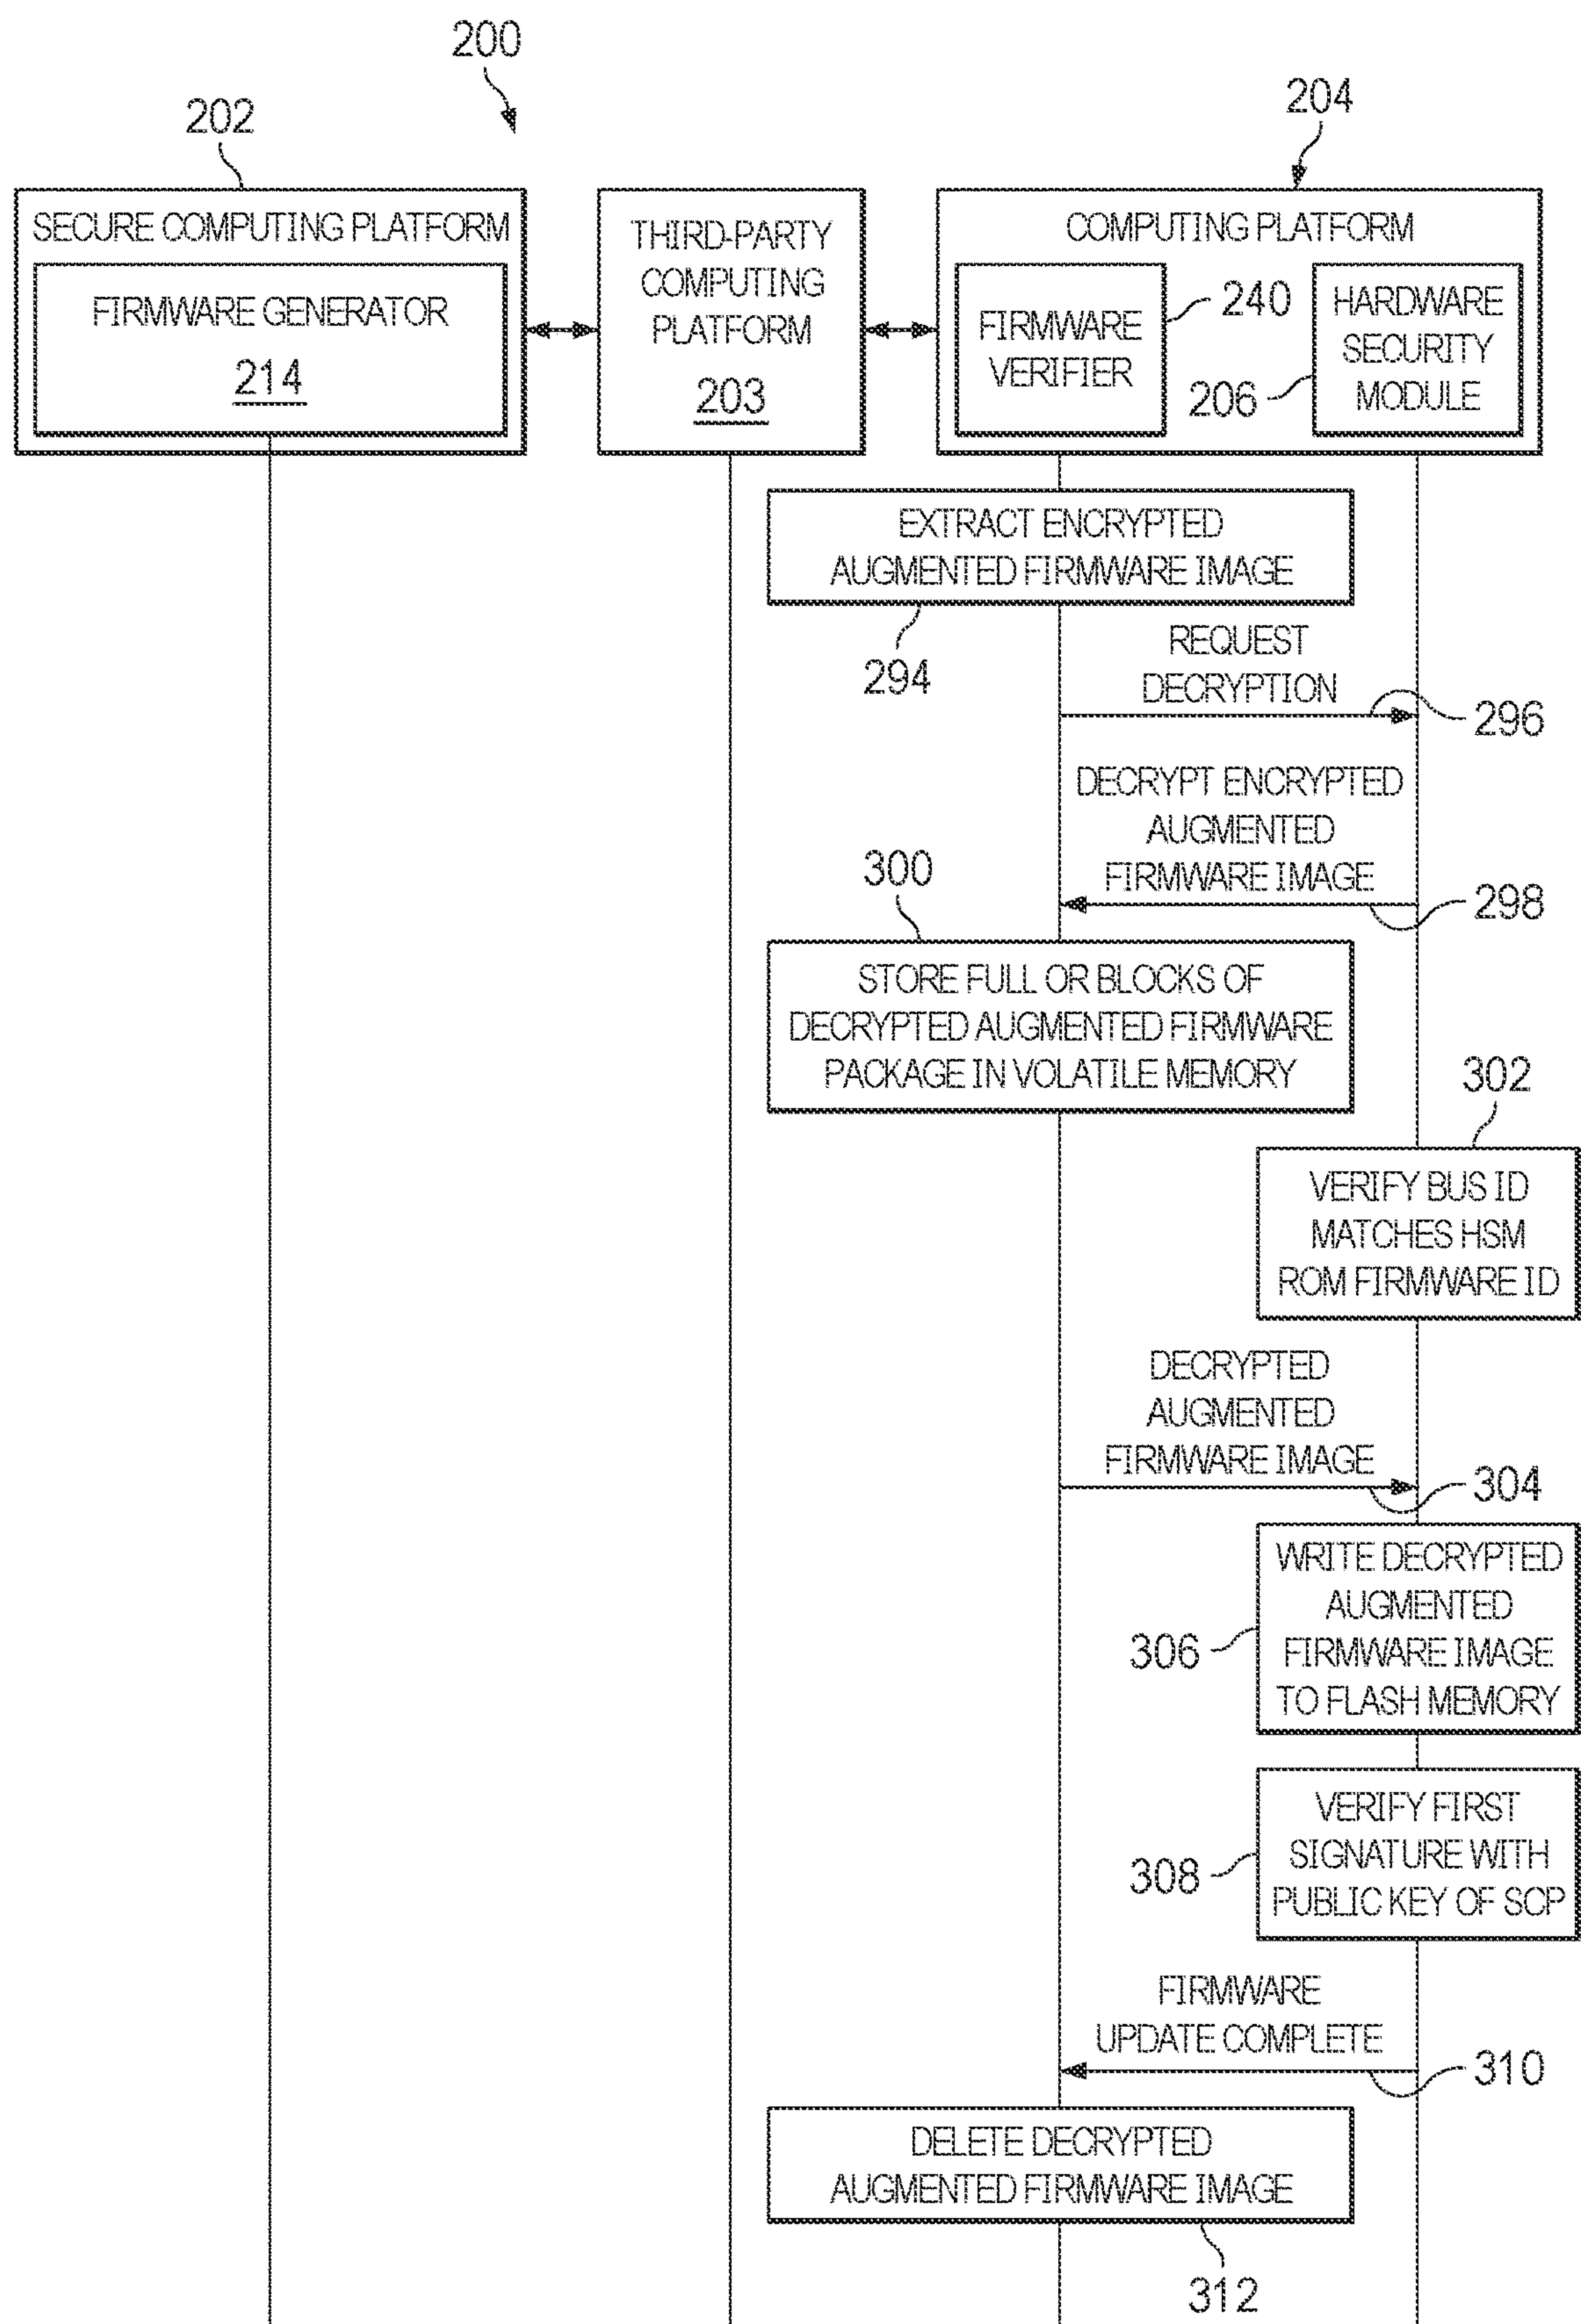 200
202
204
SECURE COMPUTING PLATFORM
FIRMWARE GENERATOR
214
THIRD-PARTY
COMPUTING
PLATFORM
203
COMPUTING PLATFORM
FIRMWARE
VERIFIER
240
206
HARDWARE
SECURITY
MODULE
EXTRACT ENCRYPTED
AUGMENTED FIRMWARE IMAGE
294
REQUEST
DECRYPTION
296
DECRYPT ENCRYPTED
AUGMENTED
FIRMWARE IMAGE
298
300
STORE FULL OR BLOCKS OF
DECRYPTED AUGMENTED FIRMWARE
PACKAGE IN VOLATILE MEMORY
302
VERIFY BUS ID
MATCHES HSM
ROM FIRMWARE ID
DECRYPTED
AUGMENTED
FIRMWARE IMAGE
304
WRITE DECRYPTED
AUGMENTED
FIRMWARE IMAGE
TO FLASH MEMORY
306
VERIFY FIRST
SIGNATURE WITH
PUBLIC KEY OF SCP
308
FIRMWARE
UPDATE COMPLETE
310
DELETE DECRYPTED
AUGMENTED FIRMWARE IMAGE
312